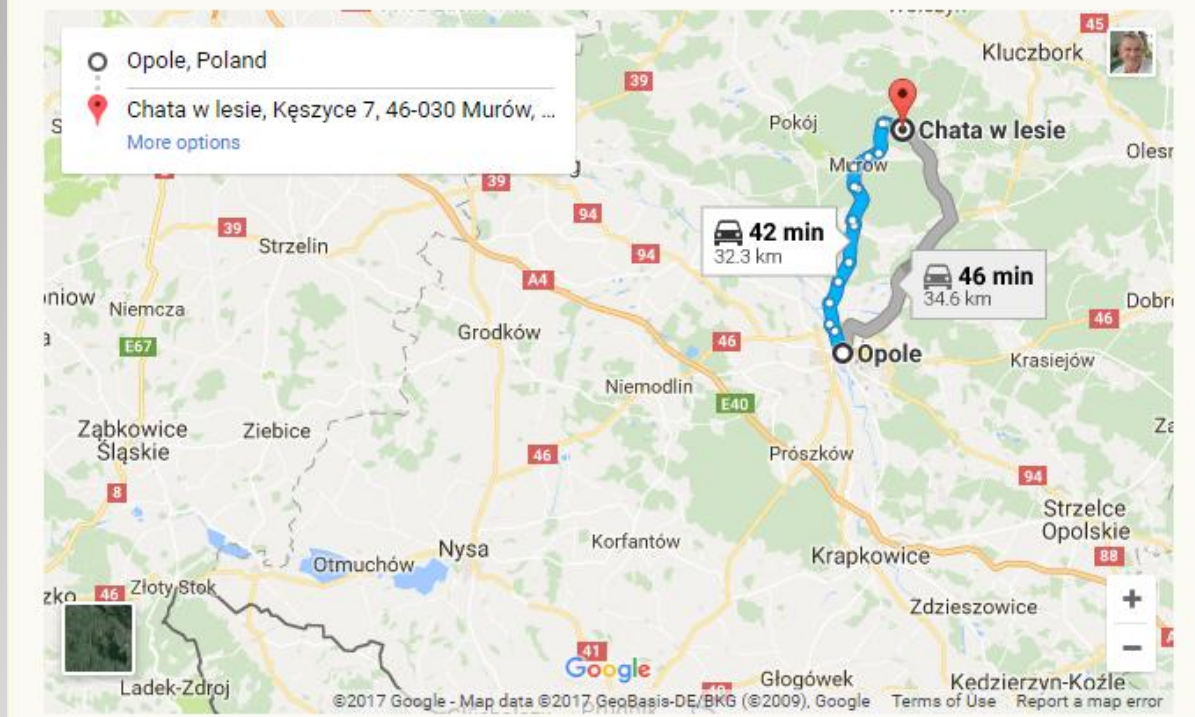 45
Kluczbork
Opole, Poland
39
Chata w lesie, Kęszyce 7, 46-030 Murów, ...
More options
Pokój
Chata w lesie
Murów
39
94
39
Strzelin
42 min
32.3 km
94
A4
46 min
34.6 km
Niemcza
46
Grodków
46
E67
Opole
Krasiejów
Niemodlin
E40
Ząbkowice
Śląskie
Ziebice
46
Prószków
94
8
Strzelce
Opolskie
Nysa
Korfantów
Krapkowice
88
Otmuchów
46
Złoty Stok
Zdzieszowice
+
−
41
Google
Głogówek
Kędzierzyn-Koźle
Ladek-Zdroj
©2017 Google - Map data ©2017 GeoBasis-DE/BKG (©2009), Google
Terms of Use
Report a map error